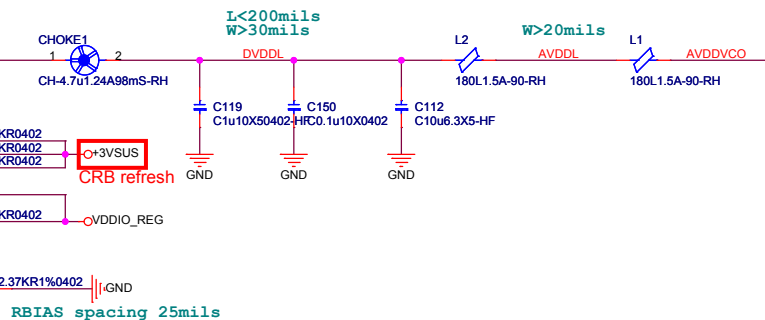 L<200mils
W>30mils
W>20mils
CHOKE1
1
2
DVDDL
L2
AVDDL
L1
AVDDVCO
CH-4.7u1.24A98mS-RH
180L1.5A-90-RH
180L1.5A-90-RH
C119
C1u10X50402-HF
C150
C0.1u10X0402
C112
C10u6.3X5-HF
GND
GND
GND
KR0402
KR0402
KR0402
+3VSUS
CRB refresh
KR0402
VDDIO_REG
2.37KR1%0402
GND
RBIAS spacing 25mils